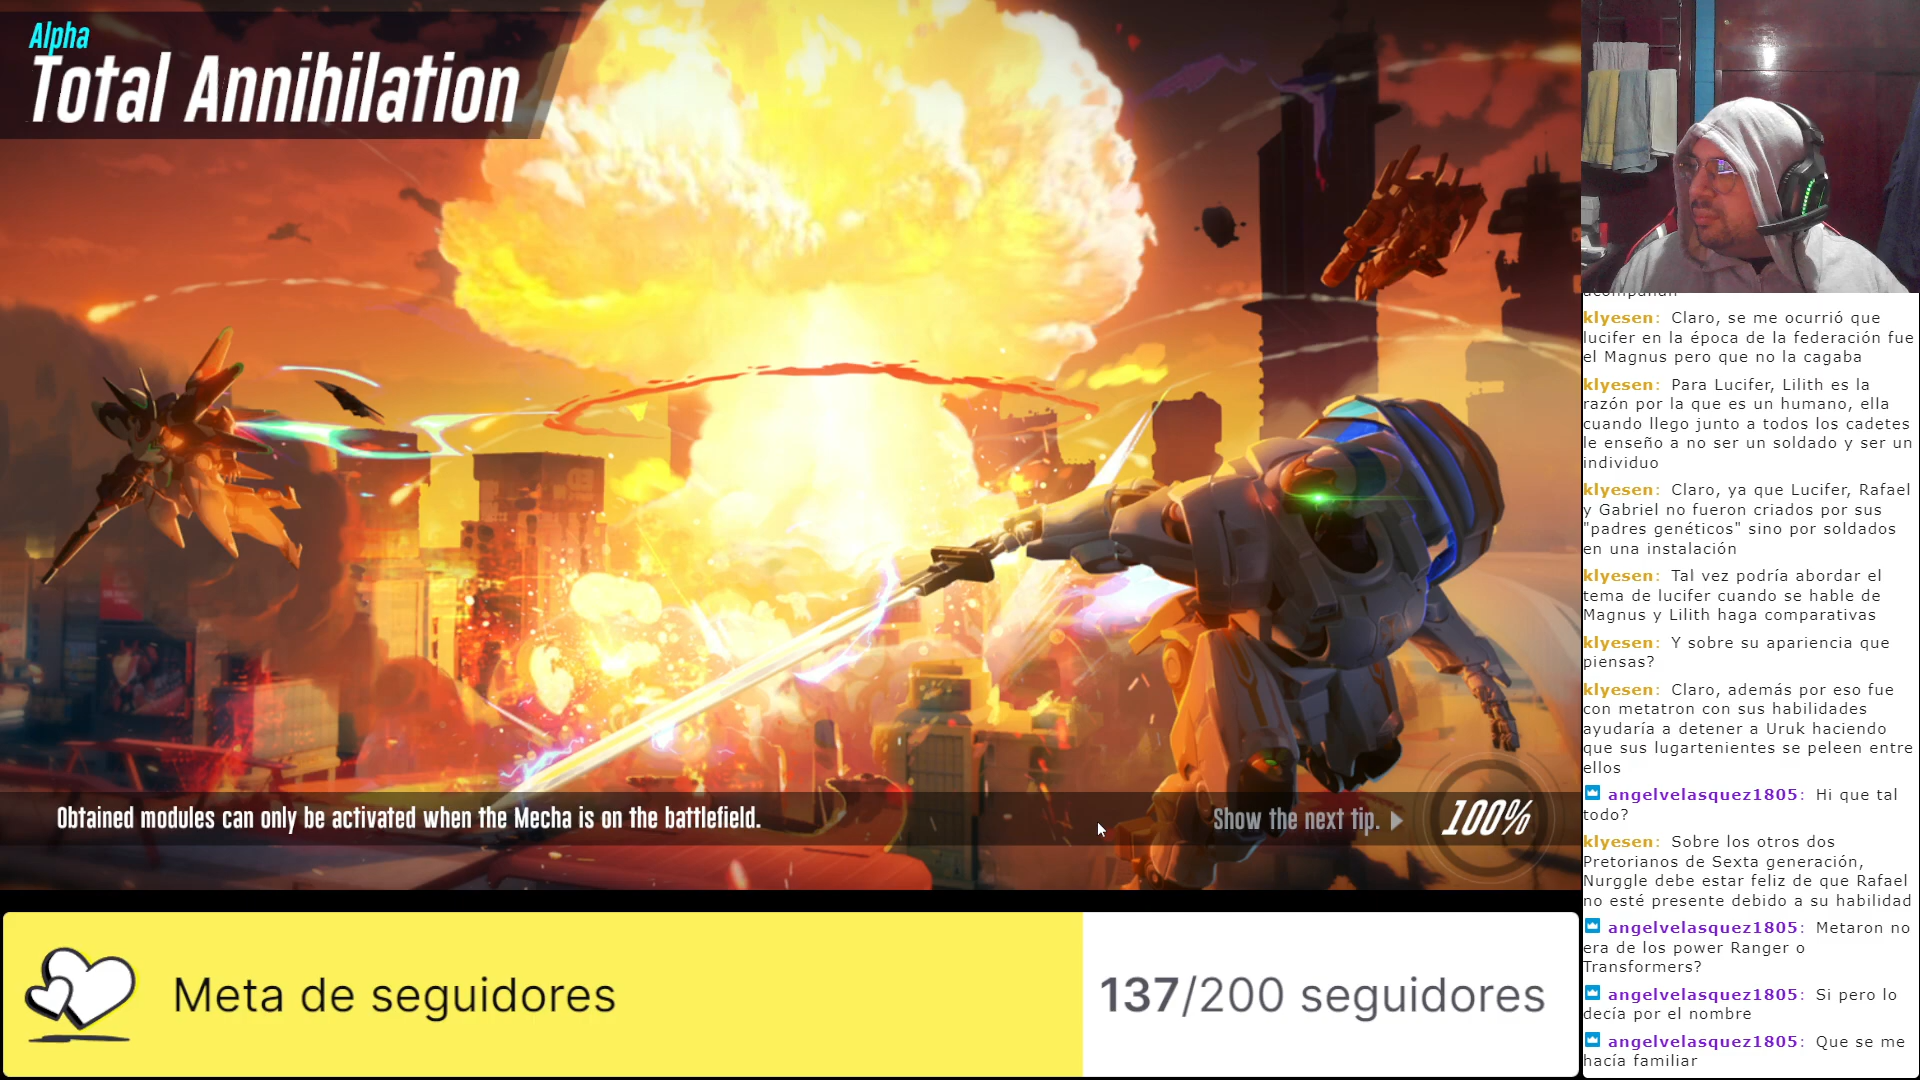 Alpha
Total Annihilation
Obtained modules can only be activated when the Mecha is on the battlefield.
Show the next tip.
100%
Meta de seguidores
137/200 seguidores
acompañan
klyesen: Claro, se me ocurrió que
lucifer en la época de la federación fue
el Magnus pero que no la cagaba
klyesen: Para Lucifer, Lilith es la
razón por la que es un humano, ella
cuando llego junto a todos los cadetes
le enseño a no ser un soldado y ser un
individuo
klyesen: Claro, ya que Lucifer, Rafael
y Gabriel no fueron criados por sus
"padres genéticos" sino por soldados
en una instalación
klyesen: Tal vez podría abordar el
tema de lucifer cuando se hable de
Magnus y Lilith haga comparativas
klyesen: Y sobre su apariencia que
piensas?
klyesen: Claro, además por eso fue
con metatron con sus habilidades
ayudaría a detener a Uruk haciendo
que sus lugartenientes se peleen entre
ellos
angelvelasquez1805: Hi que tal
todo?
klyesen: Sobre los otros dos
Pretorianos de Sexta generación,
Nurggle debe estar feliz de que Rafael
no esté presente debido a su habilidad
angelvelasquez1805: Metaron no
era de los power Ranger o
Transformers?
angelvelasquez1805: Si pero lo
decía por el nombre
angelvelasquez1805: Que se me
hacía familiar